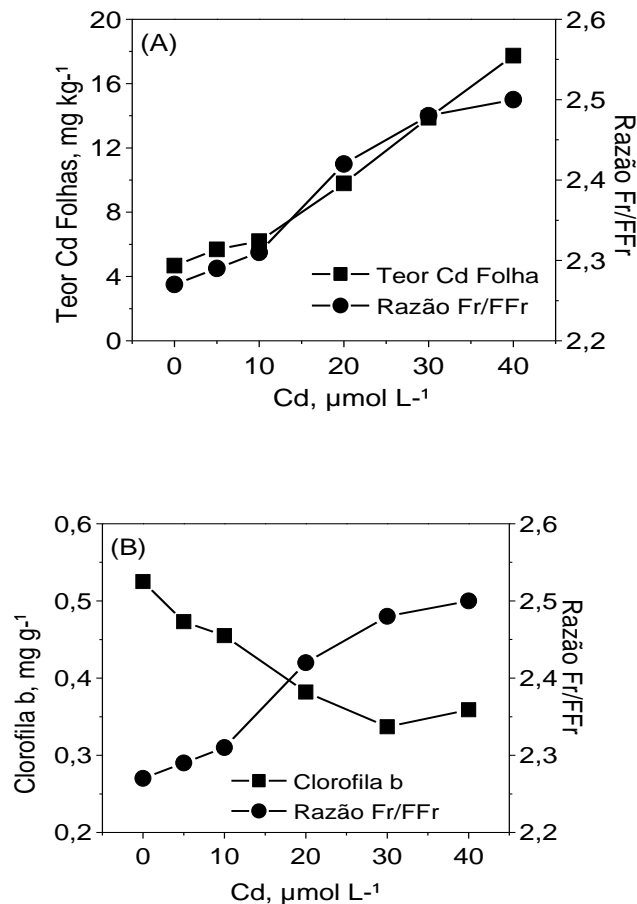 (A)
20
16
12
8
4
0
Teor Cd Folhas, mg kg-¹
2,6
2,5
2,4
2,3
2,2
Razão Fr/FFr
Teor Cd Folha
Razão Fr/FFr
0 10 20 30 40
Cd, µmol L-¹
(B)
0,6
0,5
0,4
0,3
0,2
Clorofila b, mg g-¹
2,6
2,5
2,4
2,3
2,2
Razão Fr/FFr
Clorofila b
Razão Fr/FFr
0 10 20 30 40
Cd, µmol L-¹